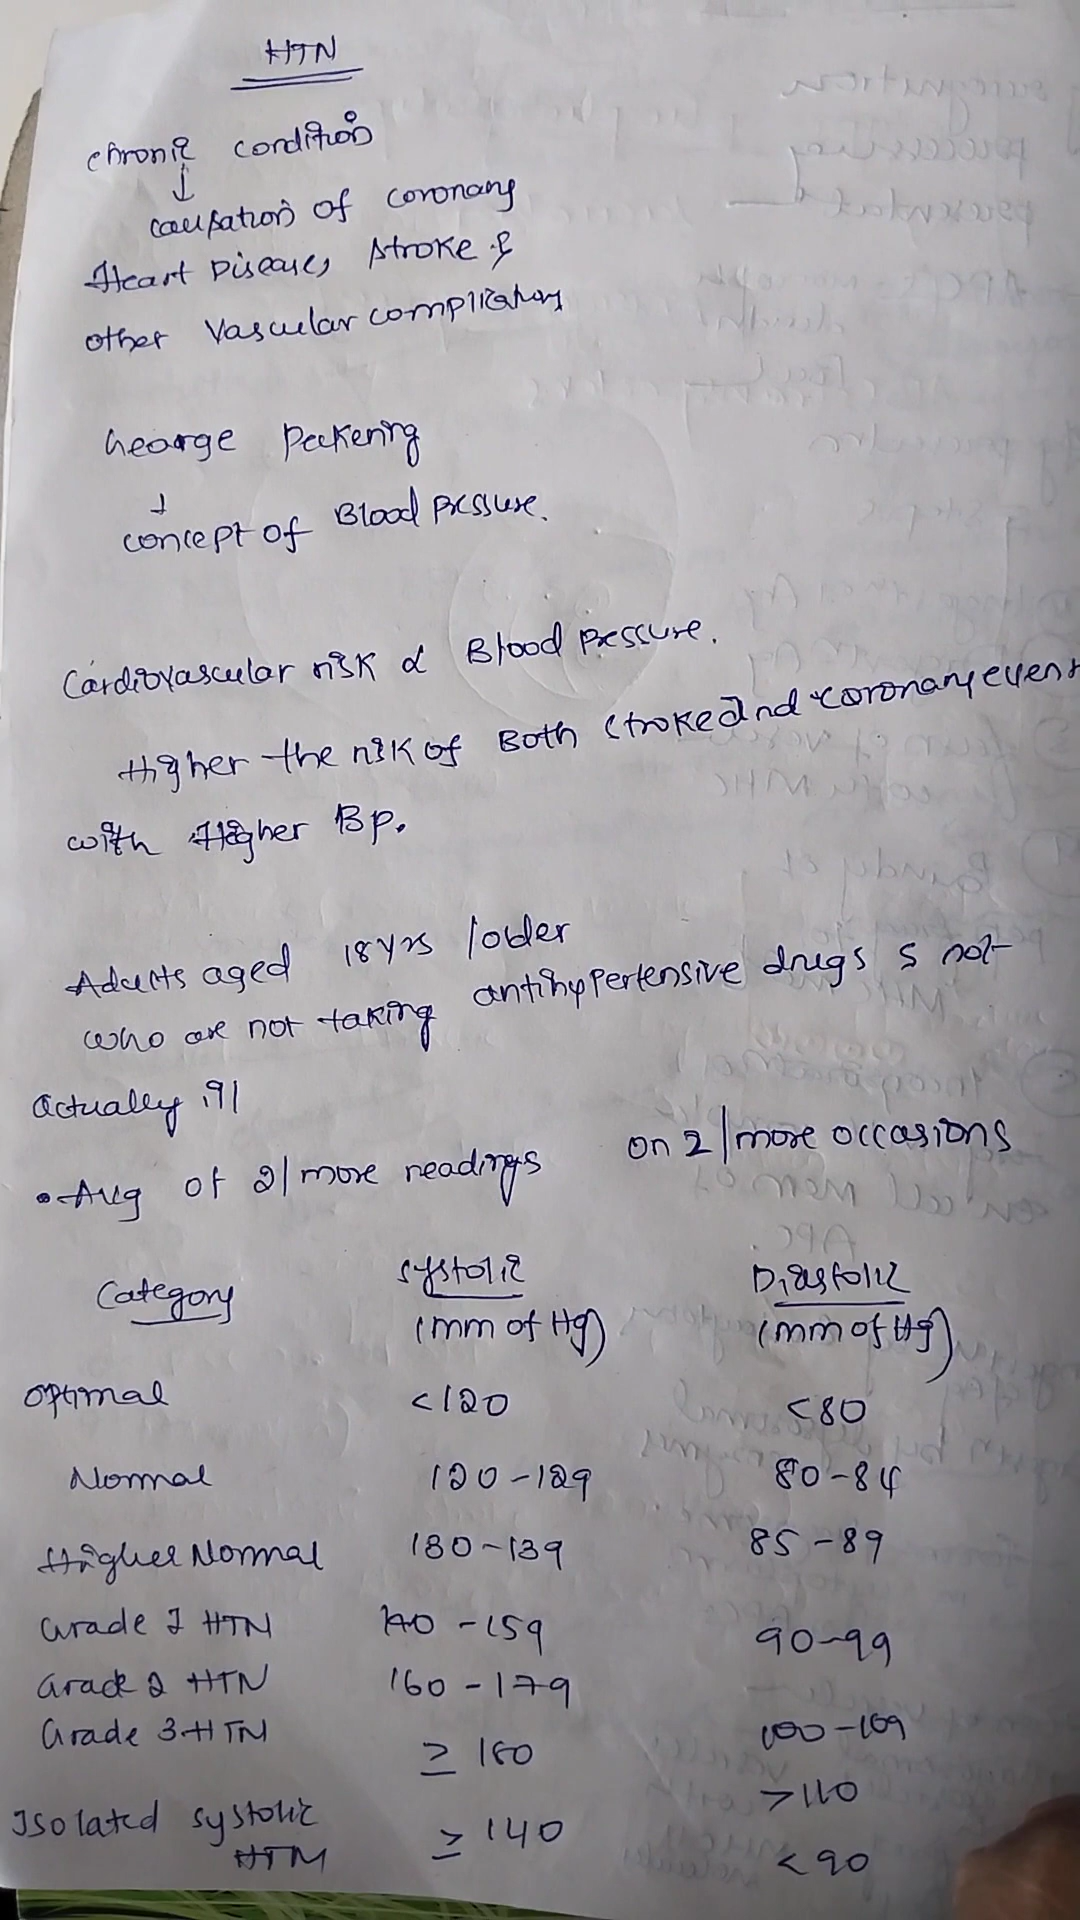 HTN
chronic condition
↓
causation of coronary
Heart Disease, stroke &
other vascular complications
George Peckering
↓
concept of Blood pressure.
Cardiovascular risk α Blood pressure.
Higher the risk of Both stroke and coronary event
with Higher Bp.
Adults aged 18yrs/older
who are not taking antihypertensive drugs s not
actually ill
• Avg of 2/more readings on 2/more occasions
Category systolic Diastolic
(mm of Hg) (mm of Hg)
optimal <120 <80
Normal 120-129 80-84
Higher Normal 130-139 85-89
Grade 1 HTN 140-159 90-99
Grade 2 HTN 160-179 100-109
Grade 3 HTN ≥180 >110
Isolated systolic HTN ≥140 <90